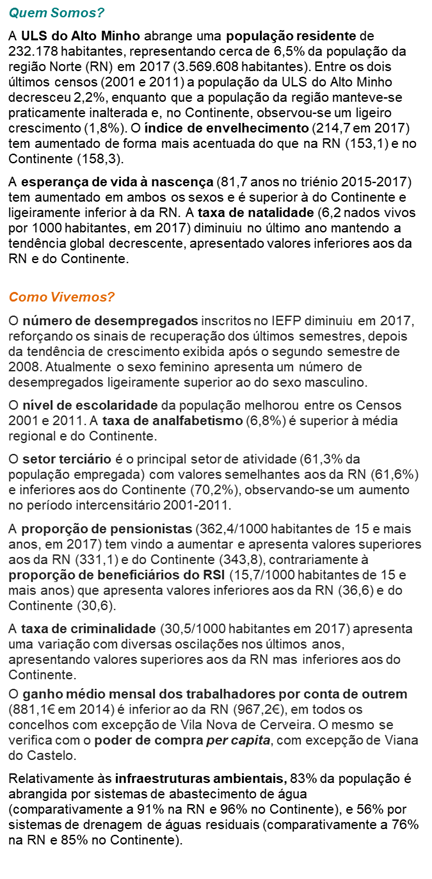 Quem Somos?
A ULS do Alto Minho abrange uma população residente de
232.178 habitantes, representando cerca de 6,5% da população da
região Norte (RN) em 2017 (3.569.608 habitantes). Entre os dois
últimos censos (2001 e 2011) a população da ULS do Alto Minho
decresceu 2,2%, enquanto que a população da região manteve-se
praticamente inalterada e, no Continente, observou-se um ligeiro
crescimento (1,8%). O índice de envelhecimento (214,7 em 2017)
tem aumentado de forma mais acentuada do que na RN (153,1) e no
Continente (158,3).
A esperança de vida à nascença (81,7 anos no triénio 2015-2017)
tem aumentado em ambos os sexos e é superior à do Continente e
ligeiramente inferior à da RN. A taxa de natalidade (6,2 nados vivos
por 1000 habitantes, em 2017) diminuiu no último ano mantendo a
tendência global decrescente, apresentado valores inferiores aos da
RN e do Continente.
Como Vivemos?
O número de desempregados inscritos no IEFP diminuiu em 2017,
reforçando os sinais de recuperação dos últimos semestres, depois
da tendência de crescimento exibida após o segundo semestre de
2008. Atualmente o sexo feminino apresenta um número de
desempregados ligeiramente superior ao do sexo masculino.
O nível de escolaridade da população melhorou entre os Censos
2001 e 2011. A taxa de analfabetismo (6,8%) é superior à média
regional e do Continente.
O setor terciário é o principal setor de atividade (61,3% da
população empregada) com valores semelhantes aos da RN (61,6%)
e inferiores aos do Continente (70,2%), observando-se um aumento
no período intercensitário 2001-2011.
A proporção de pensionistas (362,4/1000 habitantes de 15 e mais
anos, em 2017) tem vindo a aumentar e apresenta valores superiores
aos da RN (331,1) e do Continente (343,8), contrariamente à
proporção de beneficiários do RSI (15,7/1000 habitantes de 15 e
mais anos) que apresenta valores inferiores aos da RN (36,6) e do
Continente (30,6).
A taxa de criminalidade (30,5/1000 habitantes em 2017) apresenta
uma variação com diversas oscilações nos últimos anos,
apresentando valores superiores aos da RN mas inferiores aos do
Continente.
O ganho médio mensal dos trabalhadores por conta de outrem
(881,1€ em 2014) é inferior ao da RN (967,2€), em todos os
concelhos com excepção de Vila Nova de Cerveira. O mesmo se
verifica com o poder de compra per capita, com excepção de Viana
do Castelo.
Relativamente às infraestruturas ambientais, 83% da população é
abrangida por sistemas de abastecimento de água
(comparativamente a 91% na RN e 96% no Continente), e 56% por
sistemas de drenagem de águas residuais (comparativamente a 76%
na RN e 85% no Continente).